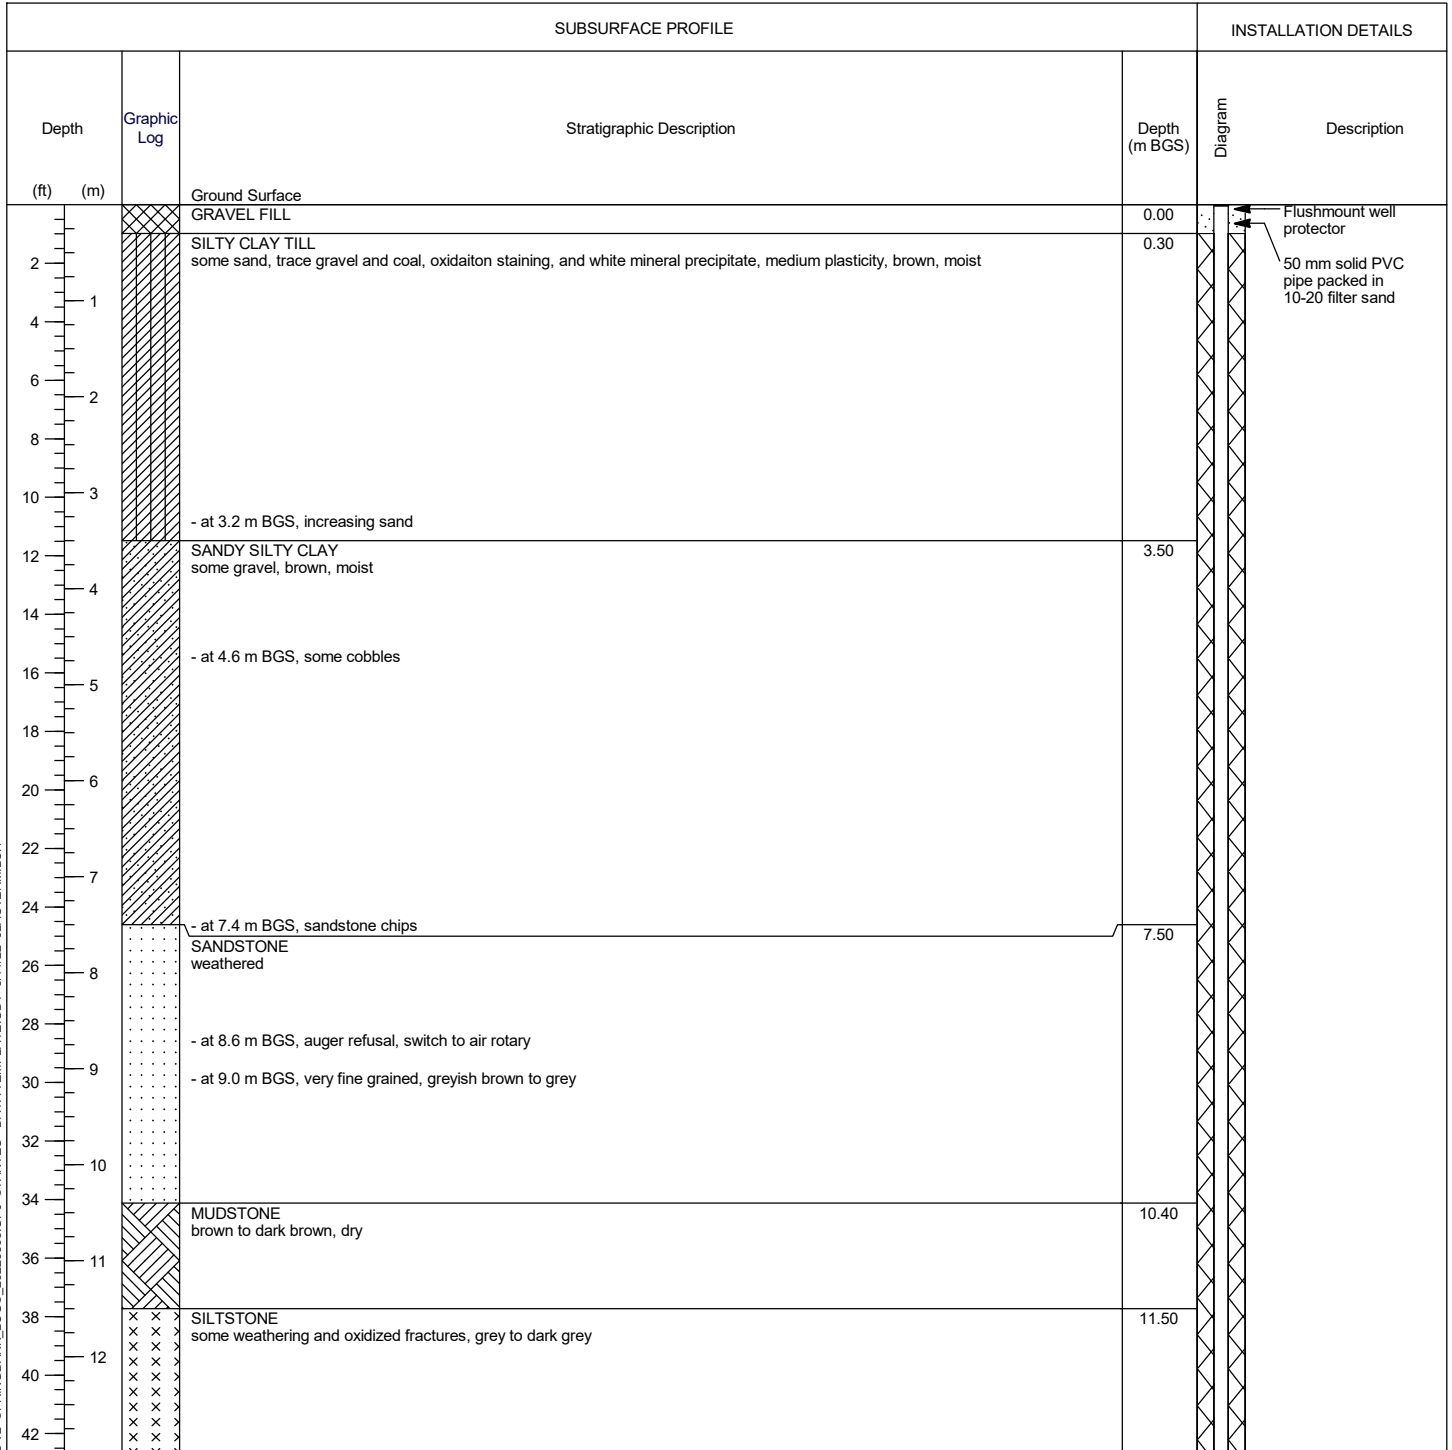 SUBSURFACE PROFILE
INSTALLATION DETAILS
Depth
Graphic
Log
Stratigraphic Description
Depth
(m BGS)
Diagram
Description
(ft)
(m)
Ground Surface
GRAVEL FILL
0.00
Flushmount well
protector
SILTY CLAY TILL
0.30
some sand, trace gravel and coal, oxidaiton staining, and white mineral precipitate, medium plasticity, brown, moist
50 mm solid PVC
pipe packed in
10-20 filter sand
2
1
4
6
2
8
10
3
- at 3.2 m BGS, increasing sand
SANDY SILTY CLAY
3.50
some gravel, brown, moist
12
4
14
- at 4.6 m BGS, some cobbles
16
5
18
6
20
22
7
24
- at 7.4 m BGS, sandstone chips
7.50
SANDSTONE
weathered
26
8
28
- at 8.6 m BGS, auger refusal, switch to air rotary
9
- at 9.0 m BGS, very fine grained, greyish brown to grey
30
32
10
34
MUDSTONE
10.40
brown to dark brown, dry
36
11
38
SILTSTONE
11.50
some weathering and oxidized fractures, grey to dark grey
12
40
42